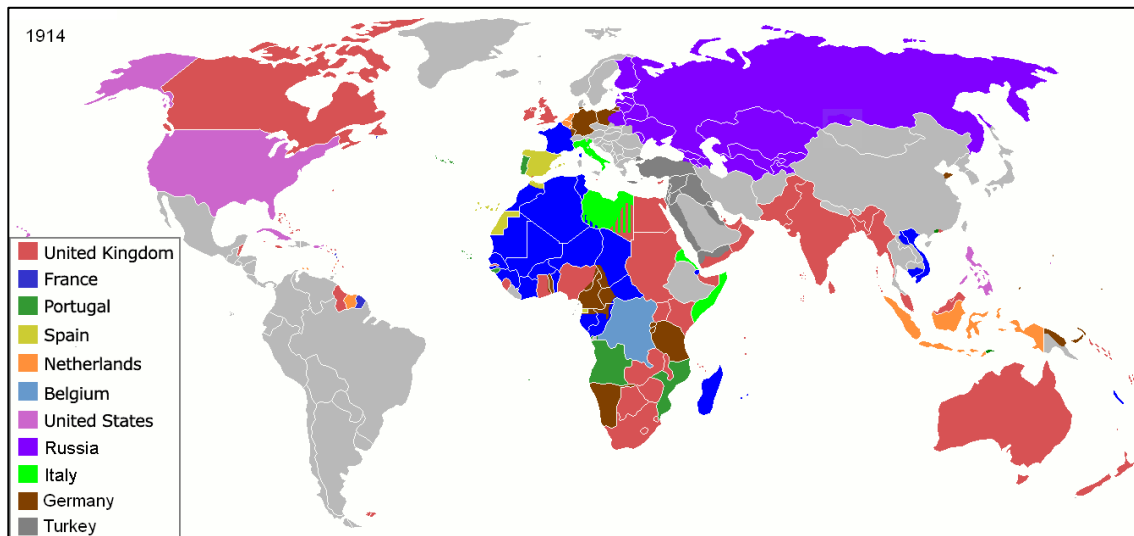 1914
United Kingdom
France
Portugal
Spain
Netherlands
Belgium
United States
Russia
Italy
Germany
Turkey